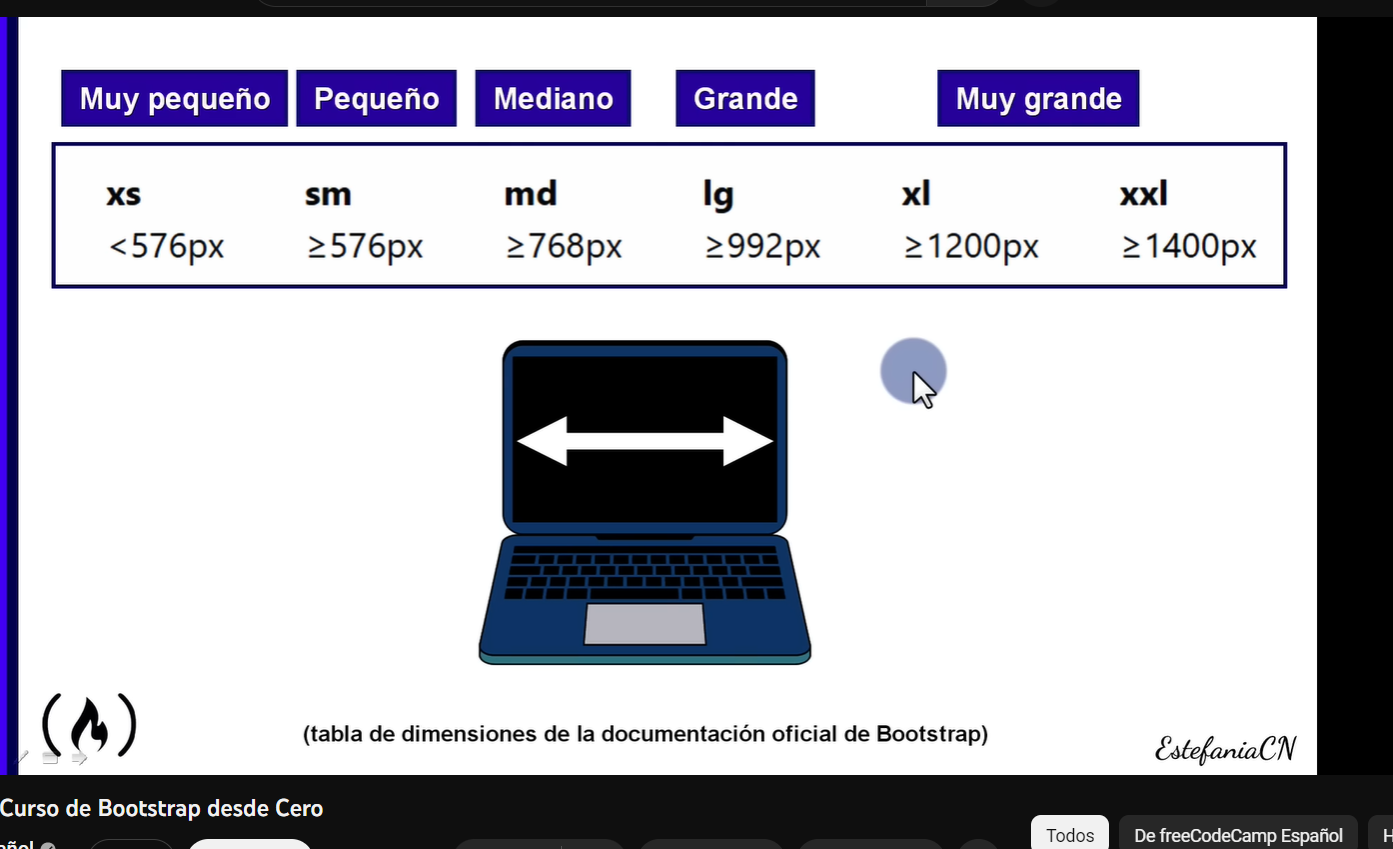 Muy pequeño Pequeño Mediano Grande Muy grande
xs sm md lg xl xxl
<576px ≥576px ≥768px ≥992px ≥1200px ≥1400px
(tabla de dimensiones de la documentación oficial de Bootstrap)
EstefaniaCN
Curso de Bootstrap desde Cero
Todos De freeCodeCamp Español